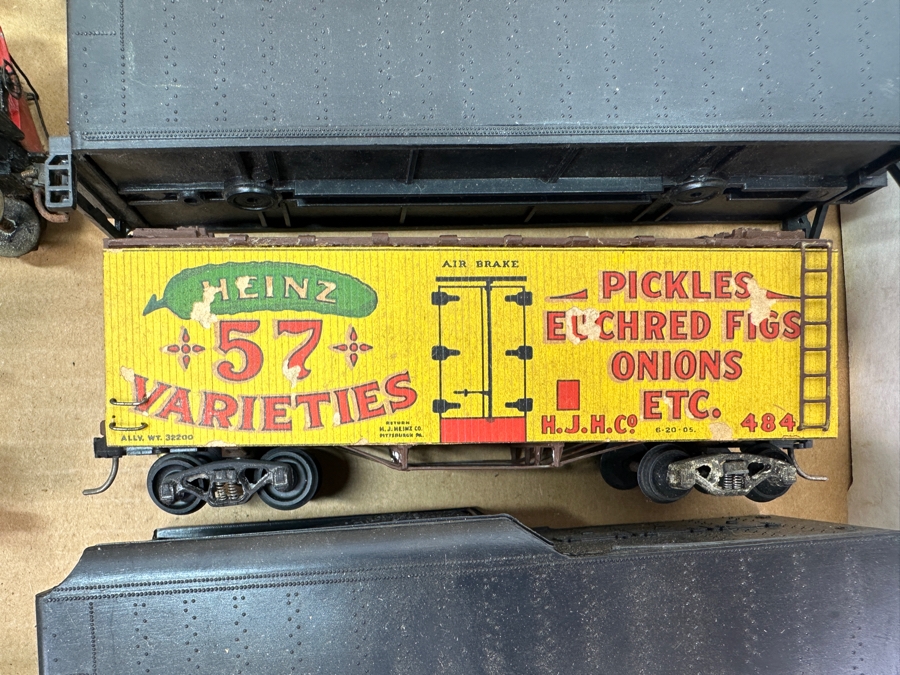 HEINZ
57
VARIETIES
ALLY. WT. 32200
RETURN
H. J. HEINZ CO.
PITTSBURGH PA.
AIR BRAKE
PICKLES
EUCHRED FIGS
ONIONS
ETC.
H.J.H.Co
6-20-05.
484